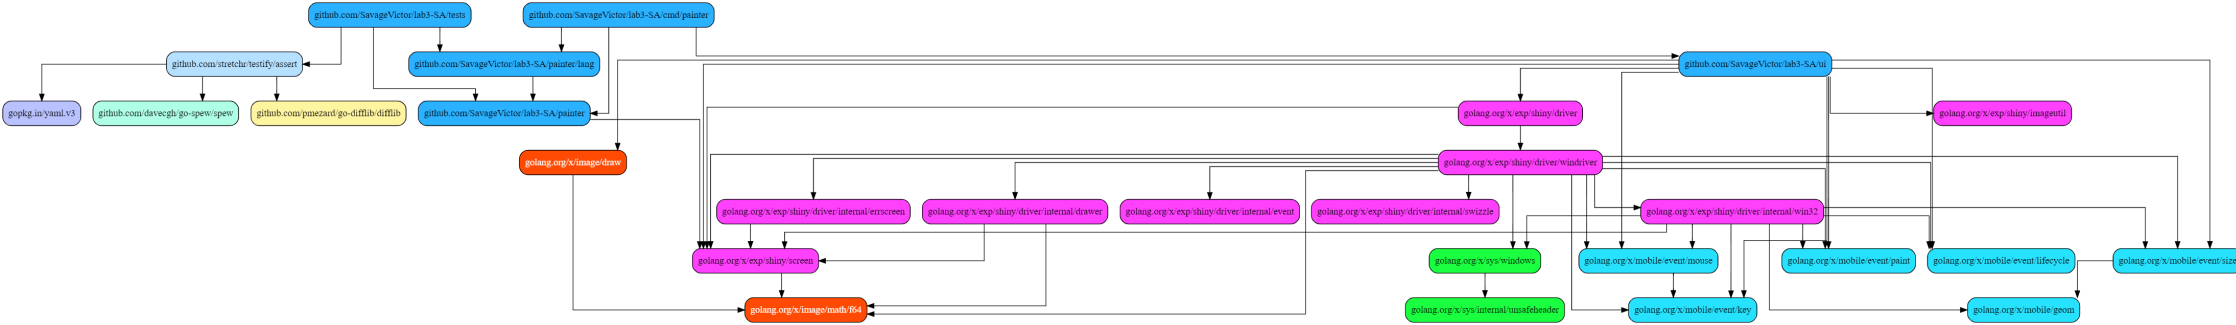 github.com/SavageVictor/lab3-SA/tests
github.com/SavageVictor/lab3-SA/cmd/painter
github.com/stretchr/testify/assert
github.com/SavageVictor/lab3-SA/painter/lang
github.com/SavageVictor/lab3-SA/ui
gopkg.in/yaml.v3
github.com/davecgh/go-spew/spew
github.com/pmezard/go-difflib/difflib
github.com/SavageVictor/lab3-SA/painter
golang.org/x/exp/shiny/driver
golang.org/x/exp/shiny/imageutil
golang.org/x/image/draw
golang.org/x/exp/shiny/driver/windriver
golang.org/x/exp/shiny/driver/internal/errscreen
golang.org/x/exp/shiny/driver/internal/drawer
golang.org/x/exp/shiny/driver/internal/event
golang.org/x/exp/shiny/driver/internal/swizzle
golang.org/x/exp/shiny/driver/internal/win32
golang.org/x/exp/shiny/screen
golang.org/x/sys/windows
golang.org/x/mobile/event/mouse
golang.org/x/mobile/event/paint
golang.org/x/mobile/event/lifecycle
golang.org/x/mobile/event/size
golang.org/x/image/math/f64
golang.org/x/sys/internal/unsafeheader
golang.org/x/mobile/event/key
golang.org/x/mobile/geom